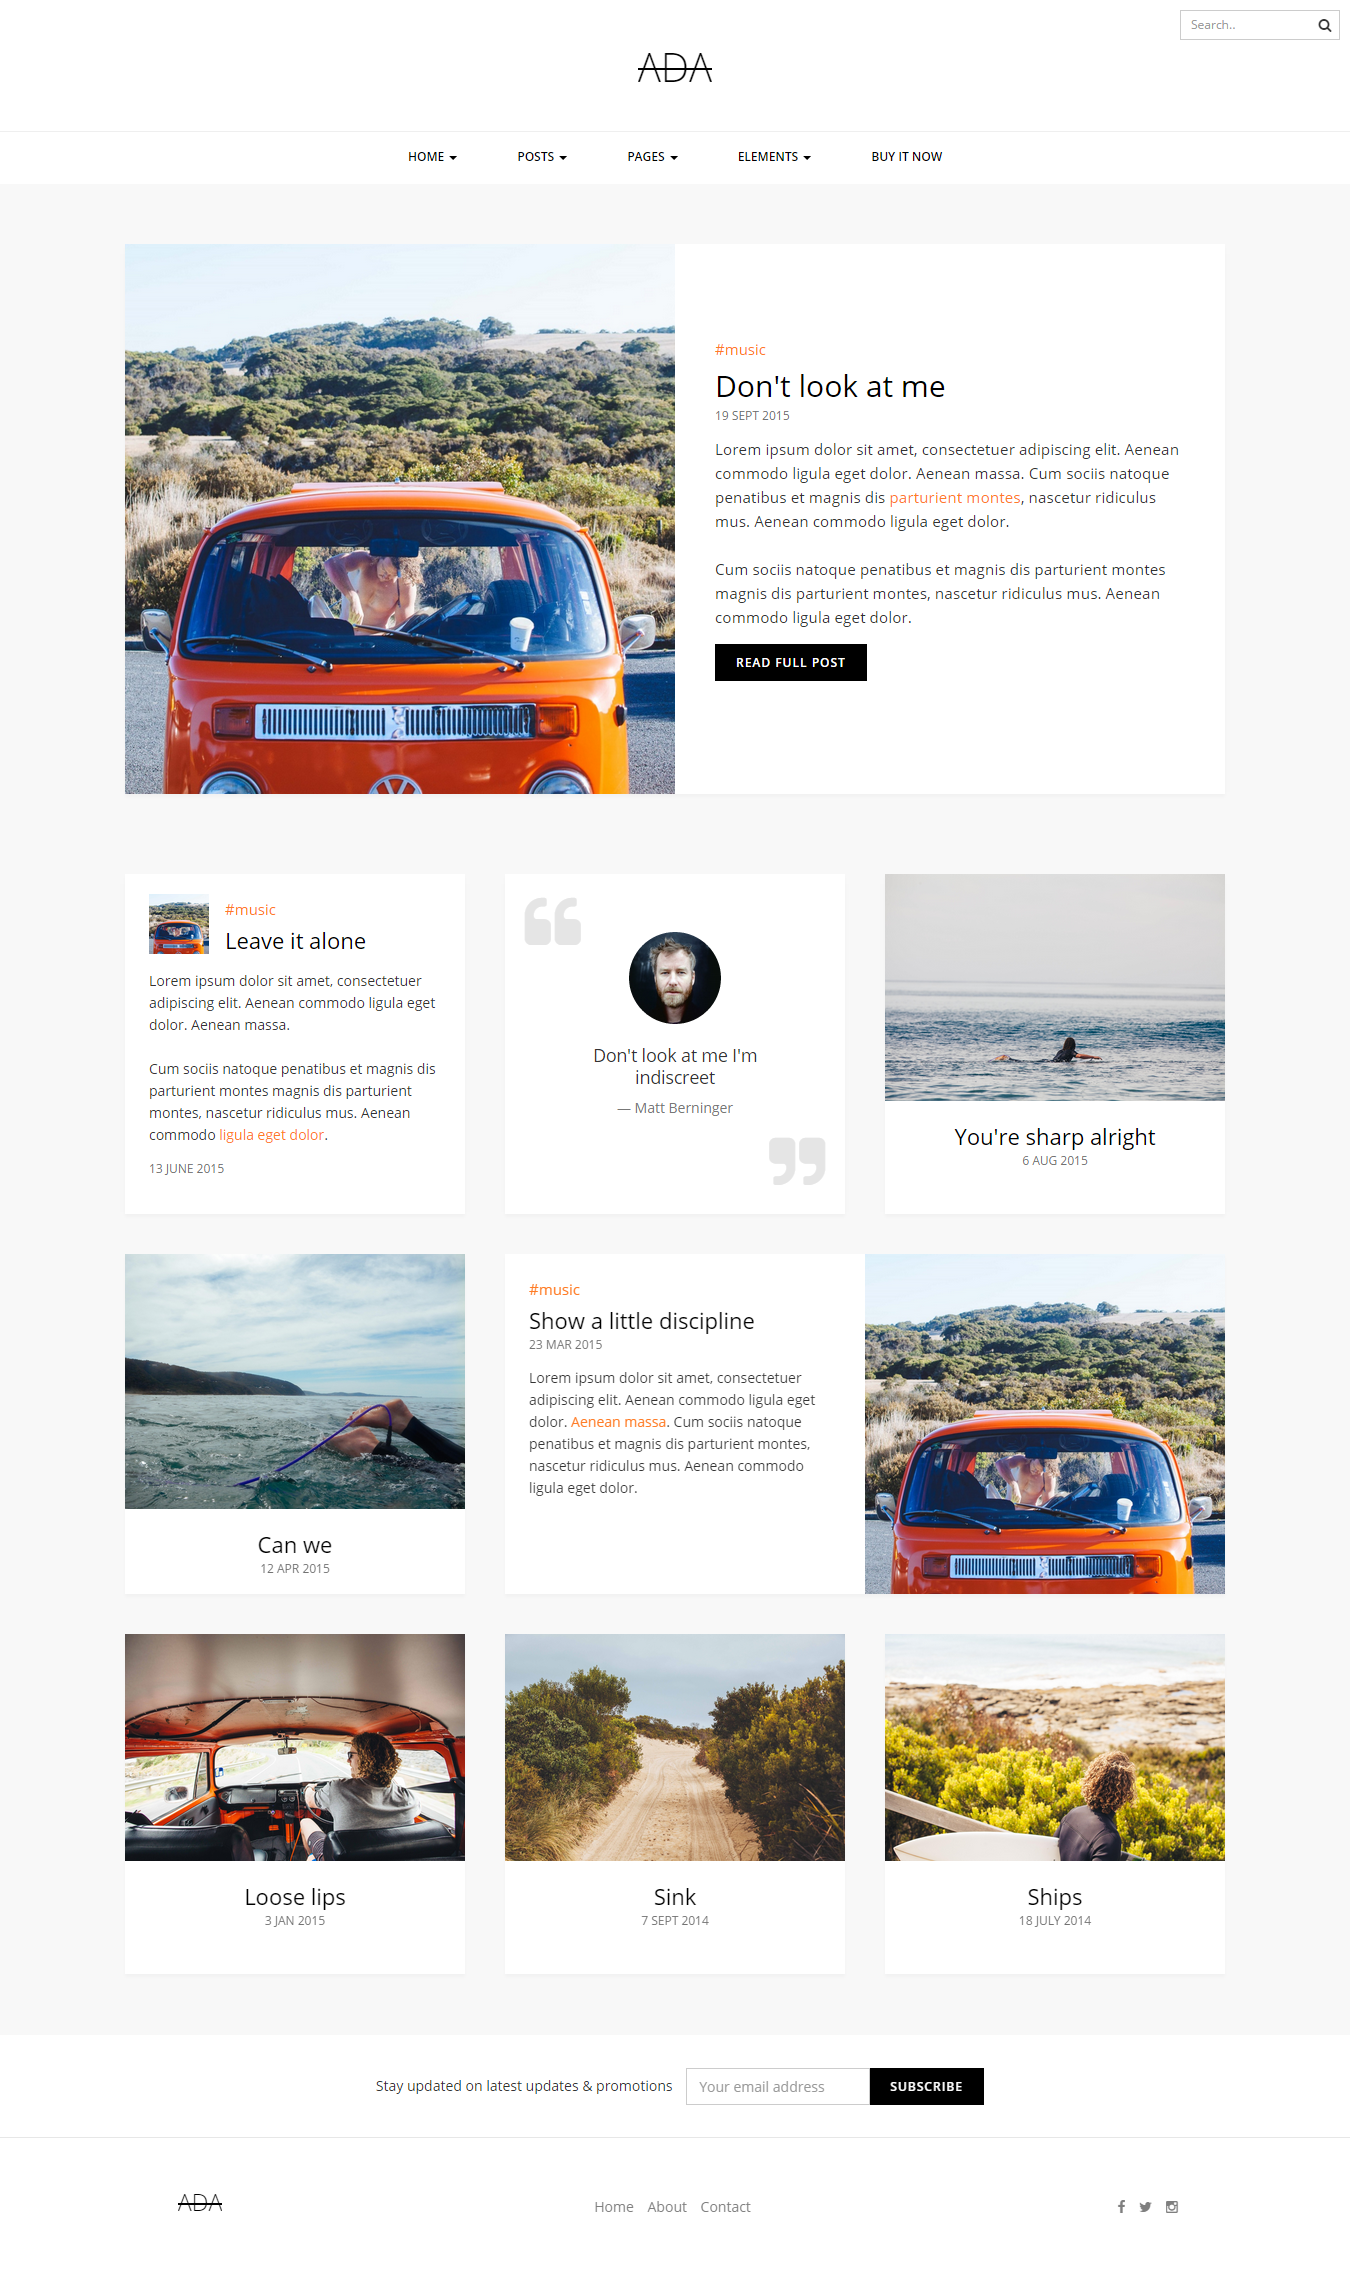 Search..
ADA
HOME
POSTS
PAGES
ELEMENTS
BUY IT NOW
#music
Don't look at me
19 SEPT 2015
Lorem ipsum dolor sit amet, consectetuer adipiscing elit. Aenean
commodo ligula eget dolor. Aenean massa. Cum sociis natoque
penatibus et magnis dis parturient montes, nascetur ridiculus
mus. Aenean commodo ligula eget dolor.
Cum sociis natoque penatibus et magnis dis parturient montes
magnis dis parturient montes, nascetur ridiculus mus. Aenean
commodo ligula eget dolor.
READ FULL POST
#music
Leave it alone
Lorem ipsum dolor sit amet, consectetuer
adipiscing elit. Aenean commodo ligula eget
dolor. Aenean massa.
Cum sociis natoque penatibus et magnis dis
parturient montes magnis dis parturient
montes, nascetur ridiculus mus. Aenean
commodo ligula eget dolor.
13 JUNE 2015
“
Don't look at me I'm
indiscreet
— Matt Berninger
”
You're sharp alright
6 AUG 2015
Can we
12 APR 2015
#music
Show a little discipline
23 MAR 2015
Lorem ipsum dolor sit amet, consectetuer
adipiscing elit. Aenean commodo ligula eget
dolor. Aenean massa. Cum sociis natoque
penatibus et magnis dis parturient montes,
nascetur ridiculus mus. Aenean commodo
ligula eget dolor.
Loose lips
3 JAN 2015
Sink
7 SEPT 2014
Ships
18 JULY 2014
Stay updated on latest updates & promotions
Your email address
SUBSCRIBE
ADA
Home
About
Contact